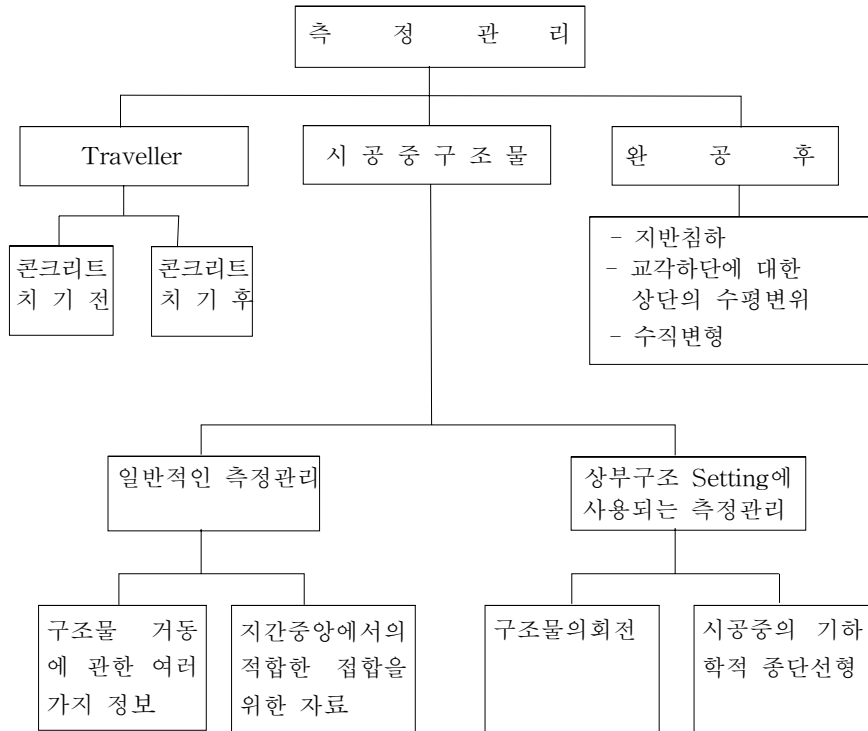 측 정 관 리
Traveller
시 공 중 구 조 물
완 공 후
콘크리트
치 기 전
콘크리트
치 기 후
- 지반침하
- 교각하단에 대한
상단의 수평변위
- 수직변형
일반적인 측정관리
상부구조 Setting에
사용되는 측정관리
구조물 거동
에 관한 여러
가지 정보
지간중앙에서의
적합한 접합을
위한 자료
구조물의회전
시공중의 기하
학적 종단선형